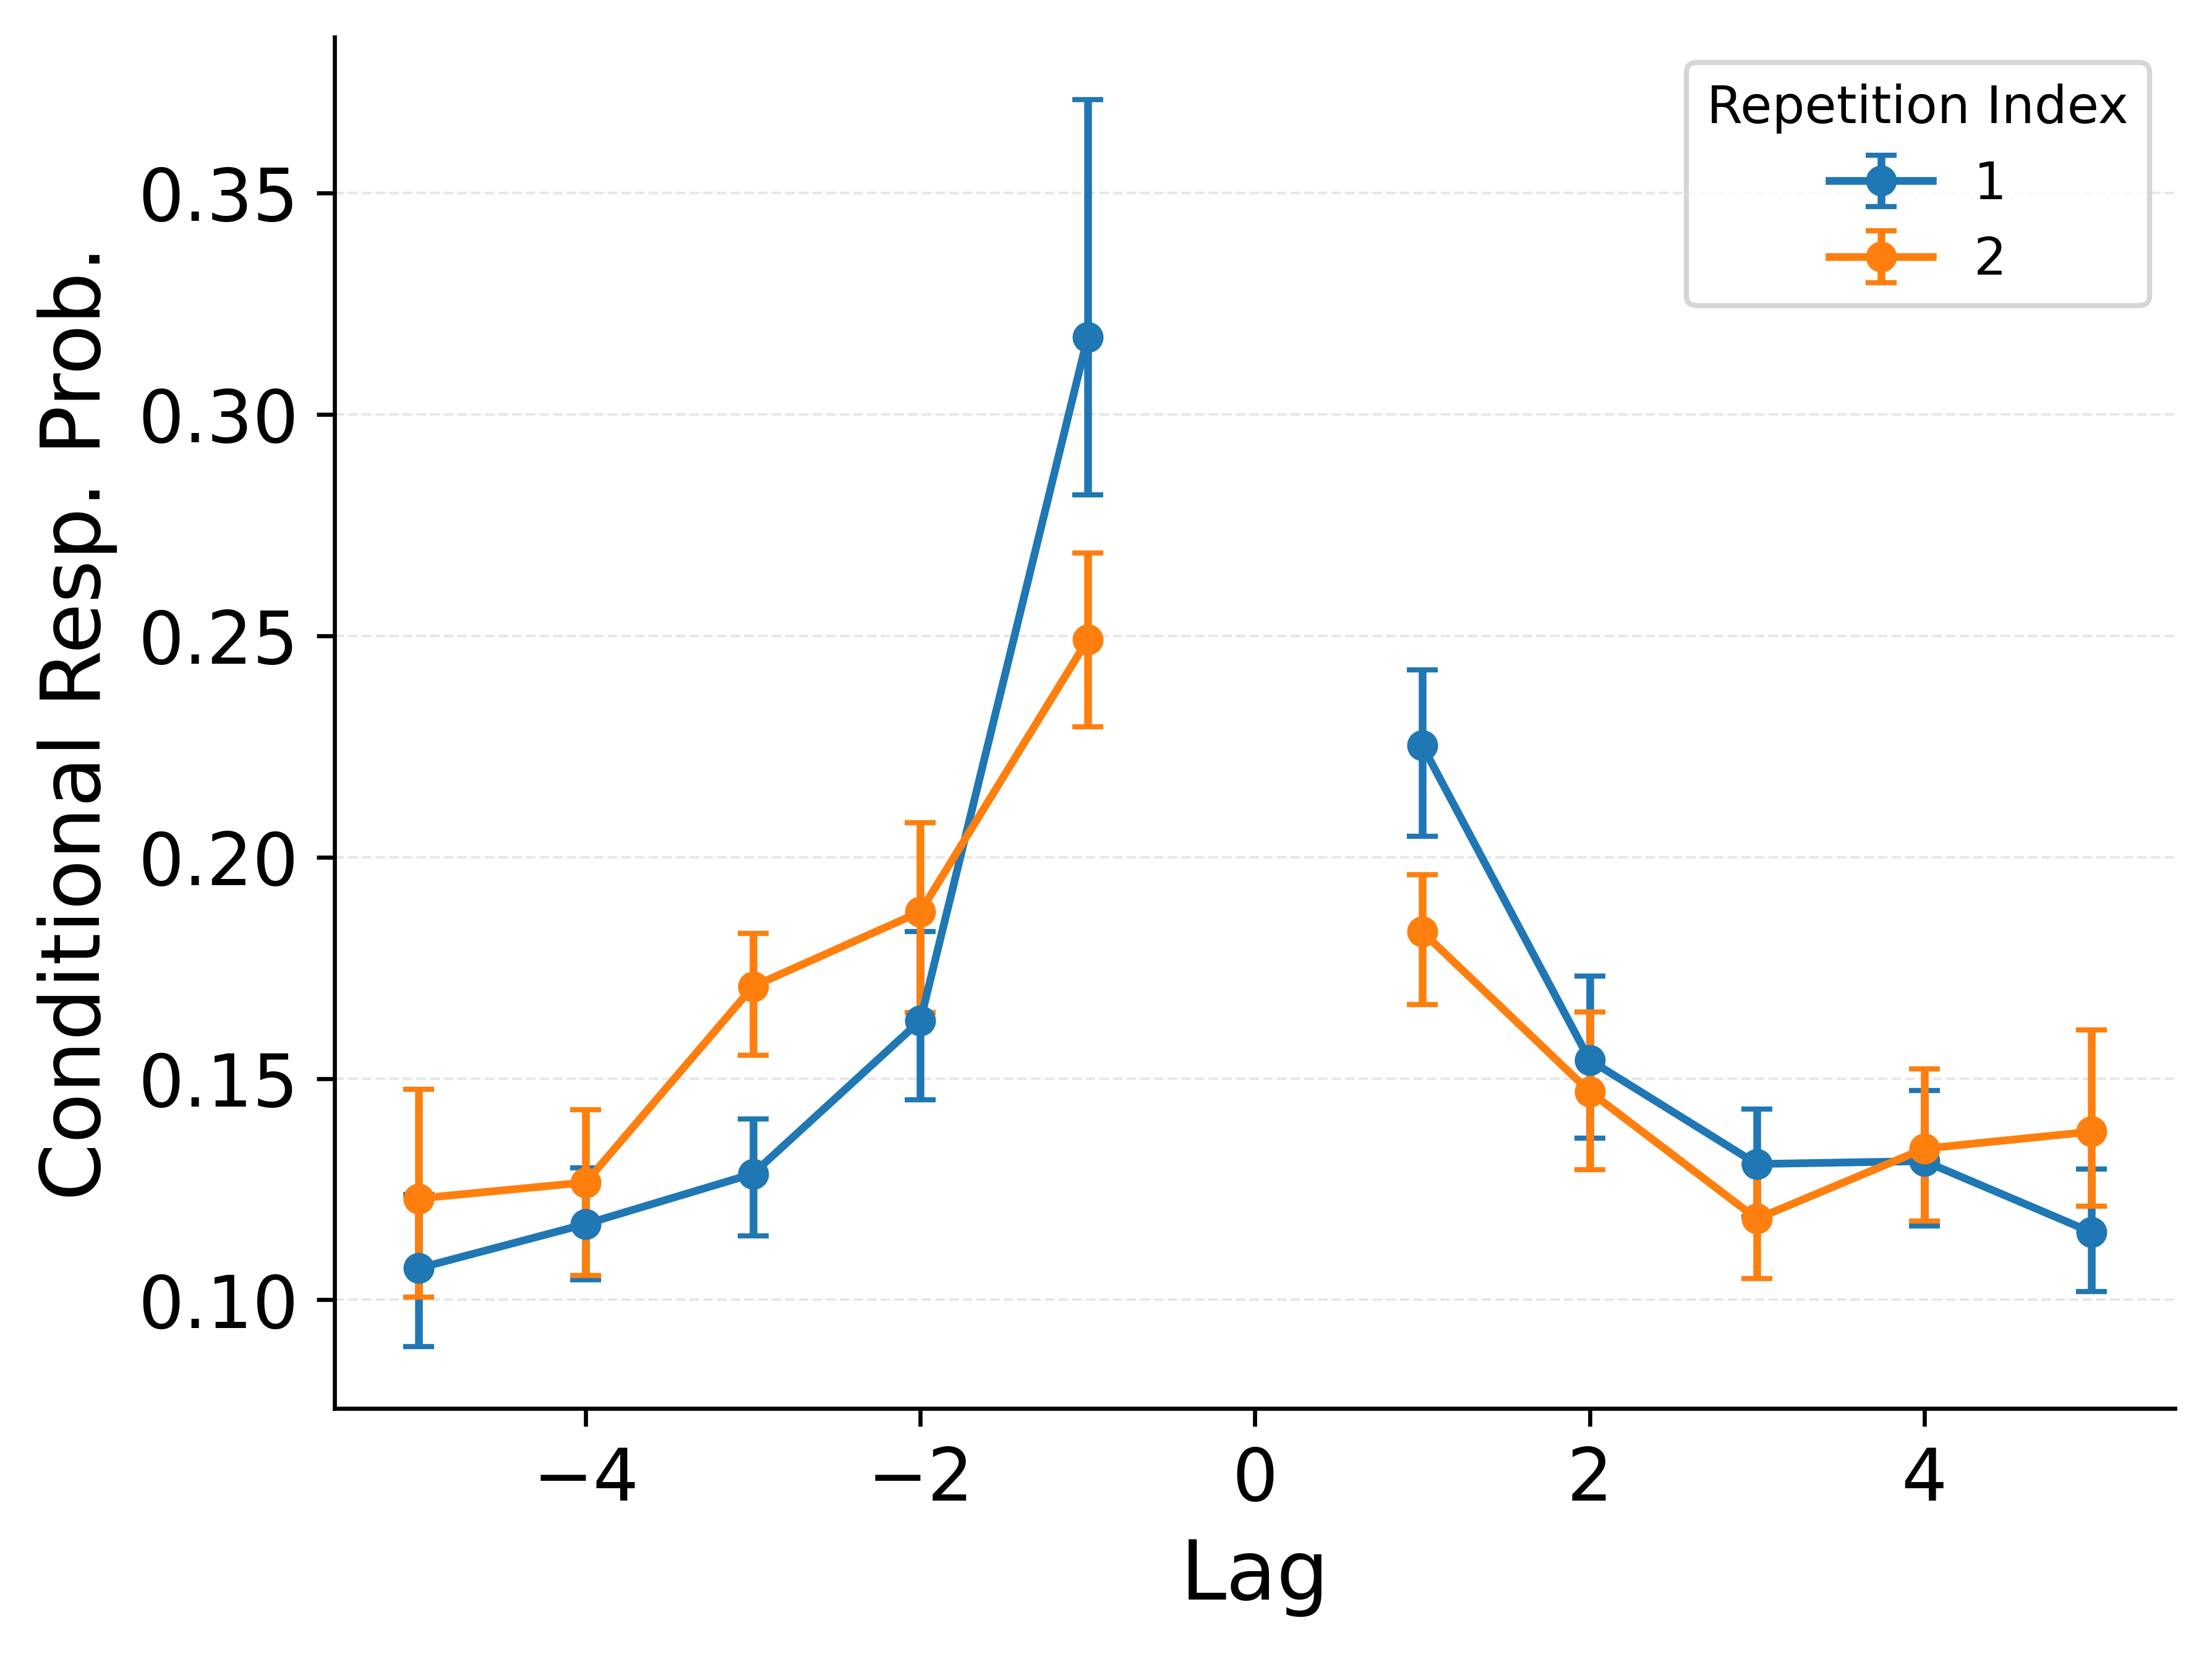 Repetition Index
1
2
Conditional Resp. Prob.
0.35
0.30
0.25
0.20
0.15
0.10
−4 −2 0 2 4
Lag